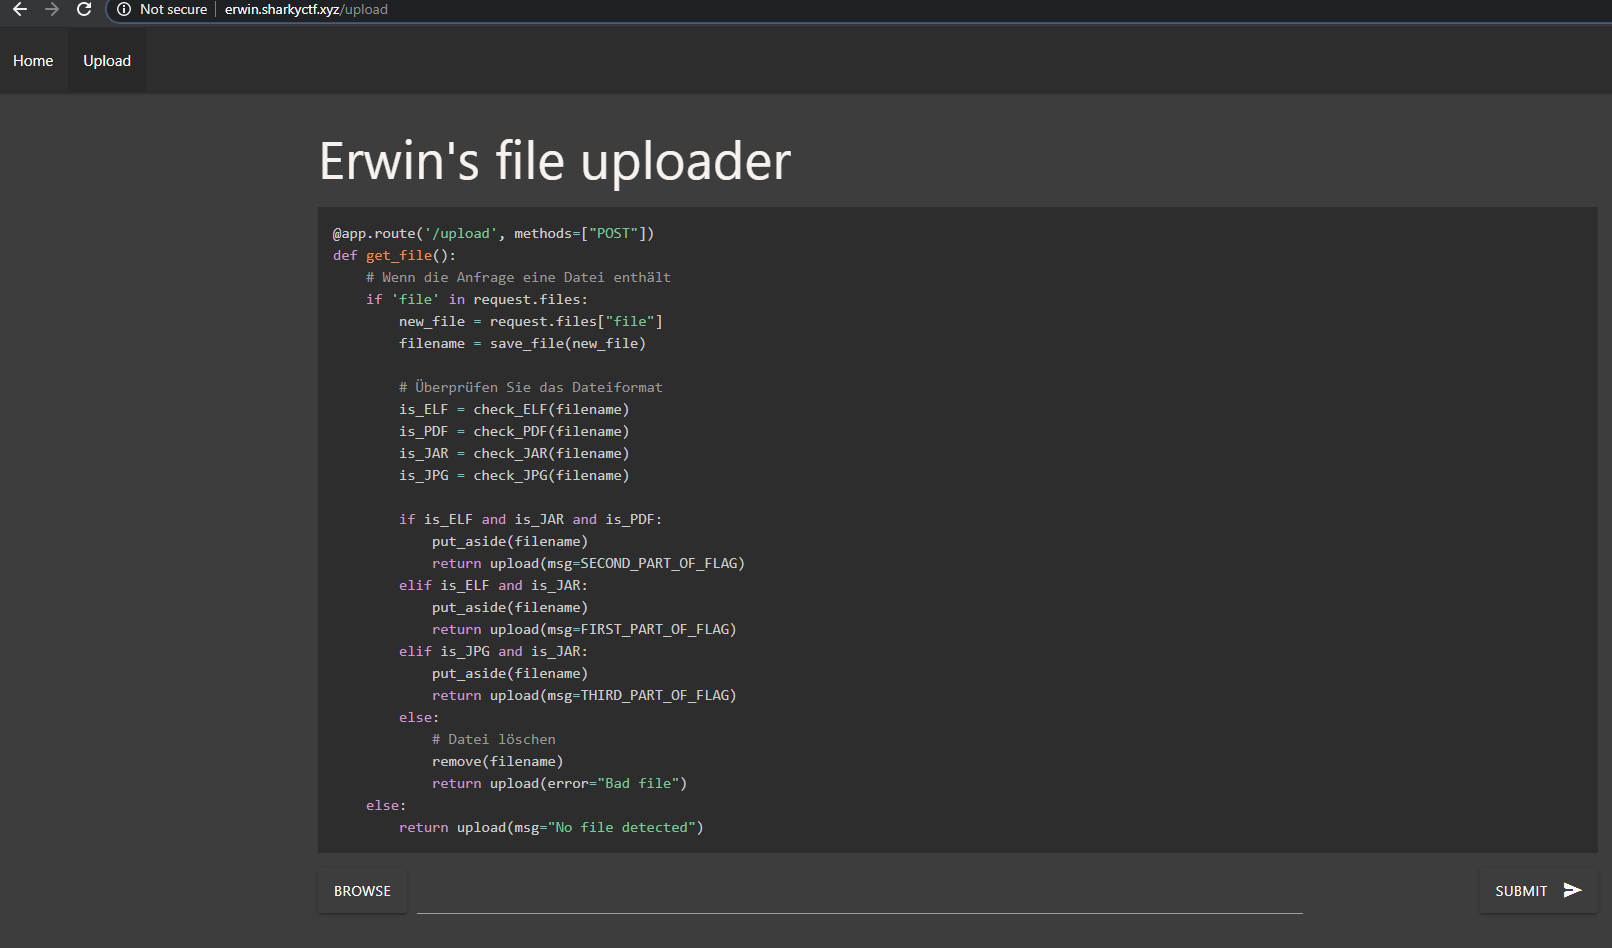 Not secure | erwin.sharkyctf.xyz/upload
Home Upload
Erwin's file uploader
@app.route('/upload', methods=["POST"])
def get_file():
    # Wenn die Anfrage eine Datei enthält
    if 'file' in request.files:
        new_file = request.files["file"]
        filename = save_file(new_file)

        # Überprüfen Sie das Dateiformat
        is_ELF = check_ELF(filename)
        is_PDF = check_PDF(filename)
        is_JAR = check_JAR(filename)
        is_JPG = check_JPG(filename)

        if is_ELF and is_JAR and is_PDF:
            put_aside(filename)
            return upload(msg=SECOND_PART_OF_FLAG)
        elif is_ELF and is_JAR:
            put_aside(filename)
            return upload(msg=FIRST_PART_OF_FLAG)
        elif is_JPG and is_JAR:
            put_aside(filename)
            return upload(msg=THIRD_PART_OF_FLAG)
        else:
            # Datei löschen
            remove(filename)
            return upload(error="Bad file")
    else:
        return upload(msg="No file detected")
BROWSE SUBMIT